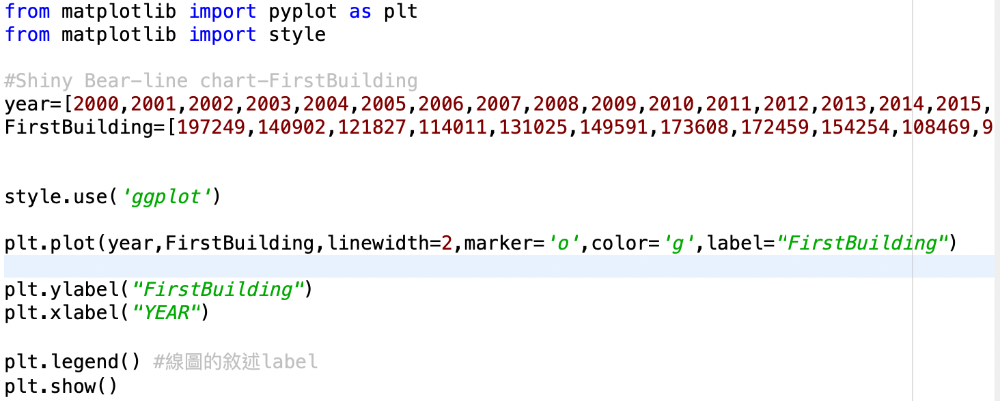 from matplotlib import pyplot as plt
from matplotlib import style
#Shiny Bear-line chart-FirstBuilding
year=[2000,2001,2002,2003,2004,2005,2006,2007,2008,2009,2010,2011,2012,2013,2014,2015,
FirstBuilding=[197249,140902,121827,114011,131025,149591,173608,172459,154254,108469,9
style.use('ggplot')
plt.plot(year,FirstBuilding,linewidth=2,marker='o',color='g',label="FirstBuilding")
plt.ylabel("FirstBuilding")
plt.xlabel("YEAR")
plt.legend() #線圖的敘述label
plt.show()